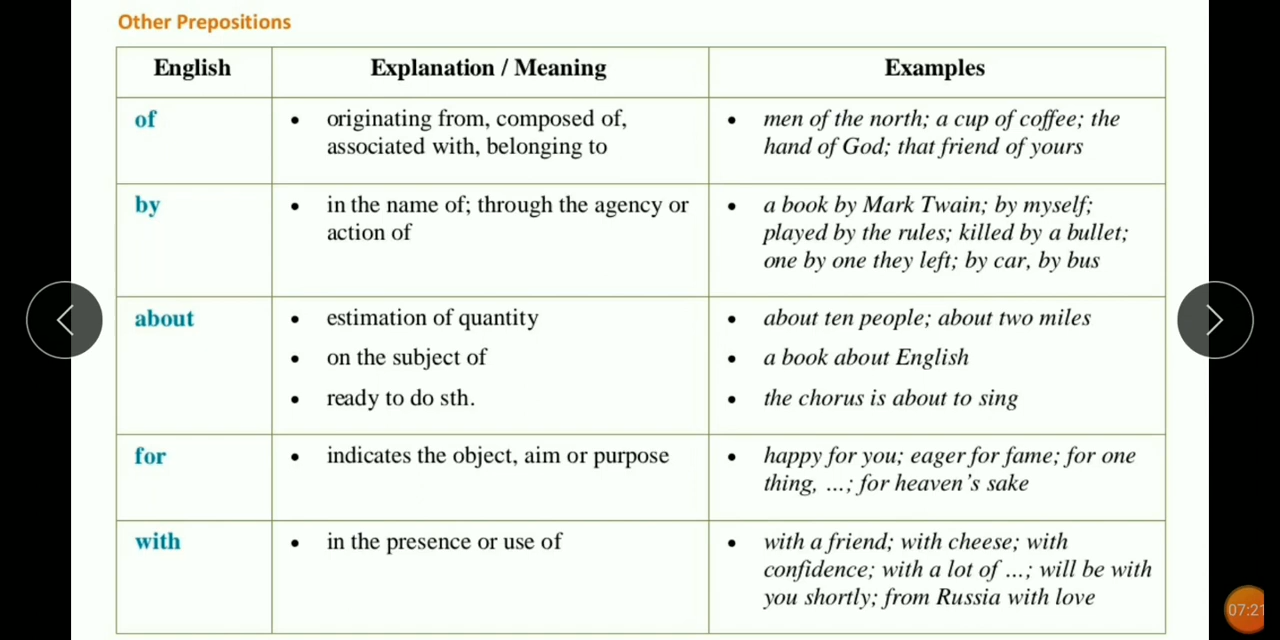 Other Prepositions
English
Explanation / Meaning
Examples
of
• originating from, composed of,
associated with, belonging to
• men of the north; a cup of coffee; the
hand of God; that friend of yours
by
• in the name of; through the agency or
action of
• a book by Mark Twain; by myself;
played by the rules; killed by a bullet;
one by one they left; by car, by bus
about
• estimation of quantity
• about ten people; about two miles
• on the subject of
• a book about English
• ready to do sth.
• the chorus is about to sing
for
• indicates the object, aim or purpose
• happy for you; eager for fame; for one
thing, ...; for heaven's sake
with
• in the presence or use of
• with a friend; with cheese; with
confidence; with a lot of ...; will be with
you shortly; from Russia with love
07:21